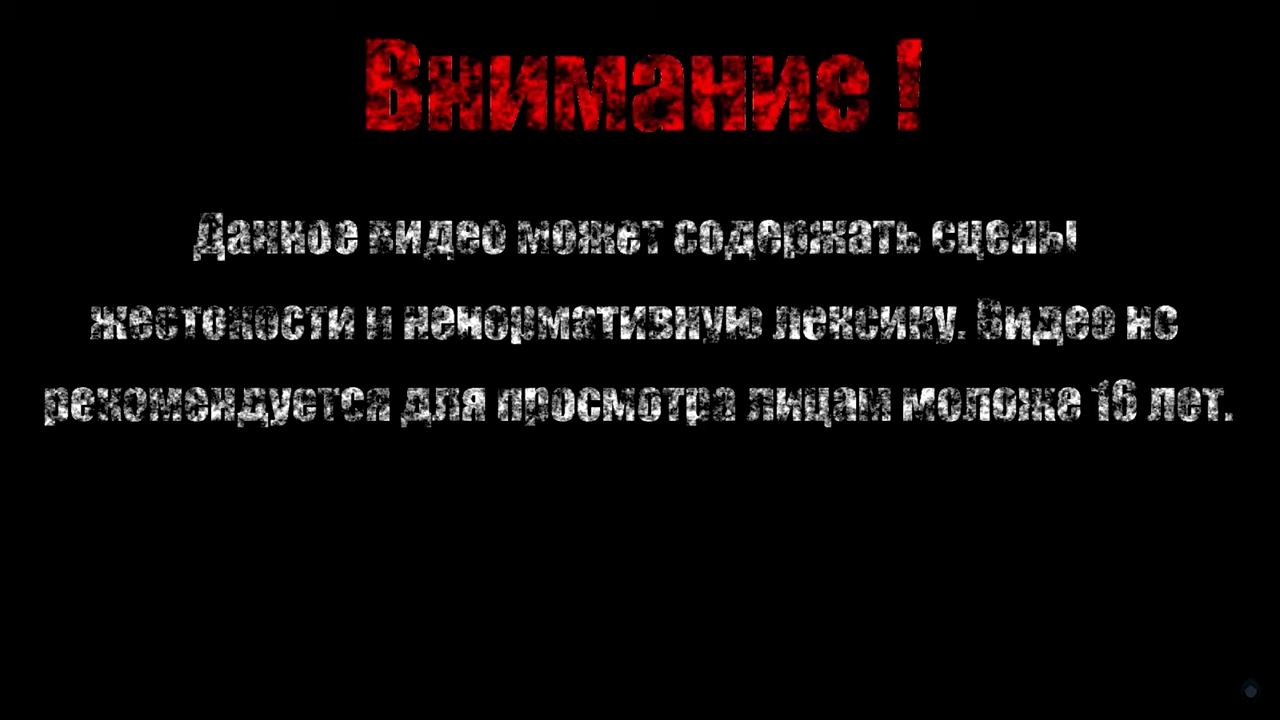 Внимание !
Данное видео может содержать сцены
жестокости и ненормативную лексику. Видео не
рекомендуется для просмотра лицам моложе 16 лет.